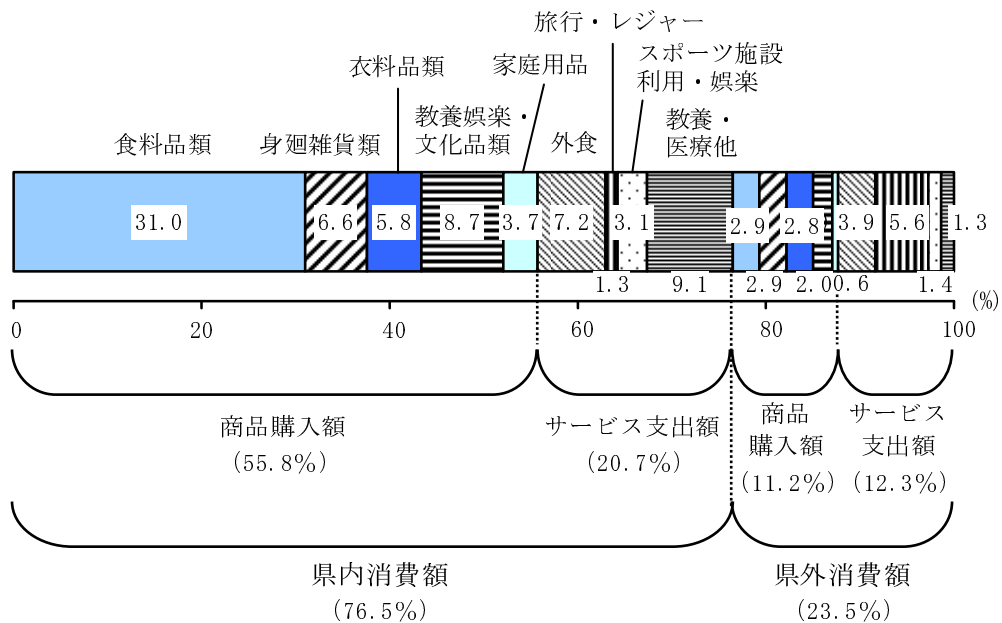 旅行・レジャー
スポーツ施設
利用・娯楽
衣料品類
家庭用品
教養娯楽・
文化品類
教養・
医療他
食料品類
身廻雑貨類
外食
31.0
6.6
5.8
8.7
3.7
7.2
3.1
2.9
2.8
3.9
5.6
1.3
1.3
9.1
2.9
2.0
0.6
1.4
(%)
0
20
40
60
80
100
商品購入額
(55.8%)
サービス支出額
(20.7%)
商品
購入額
(11.2%)
サービス
支出額
(12.3%)
県内消費額
(76.5%)
県外消費額
(23.5%)